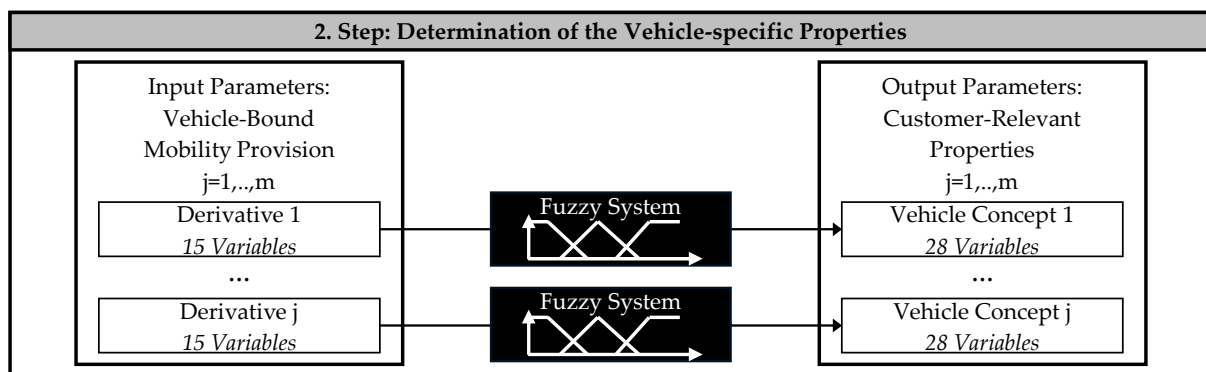 2. Step: Determination of the Vehicle-specific Properties
Input Parameters:
Vehicle-Bound
Mobility Provision
j=1,..,m
Derivative 1
15 Variables
...
Derivative j
15 Variables
Fuzzy System
Fuzzy System
Output Parameters:
Customer-Relevant
Properties
j=1,..,m
Vehicle Concept 1
28 Variables
...
Vehicle Concept j
28 Variables